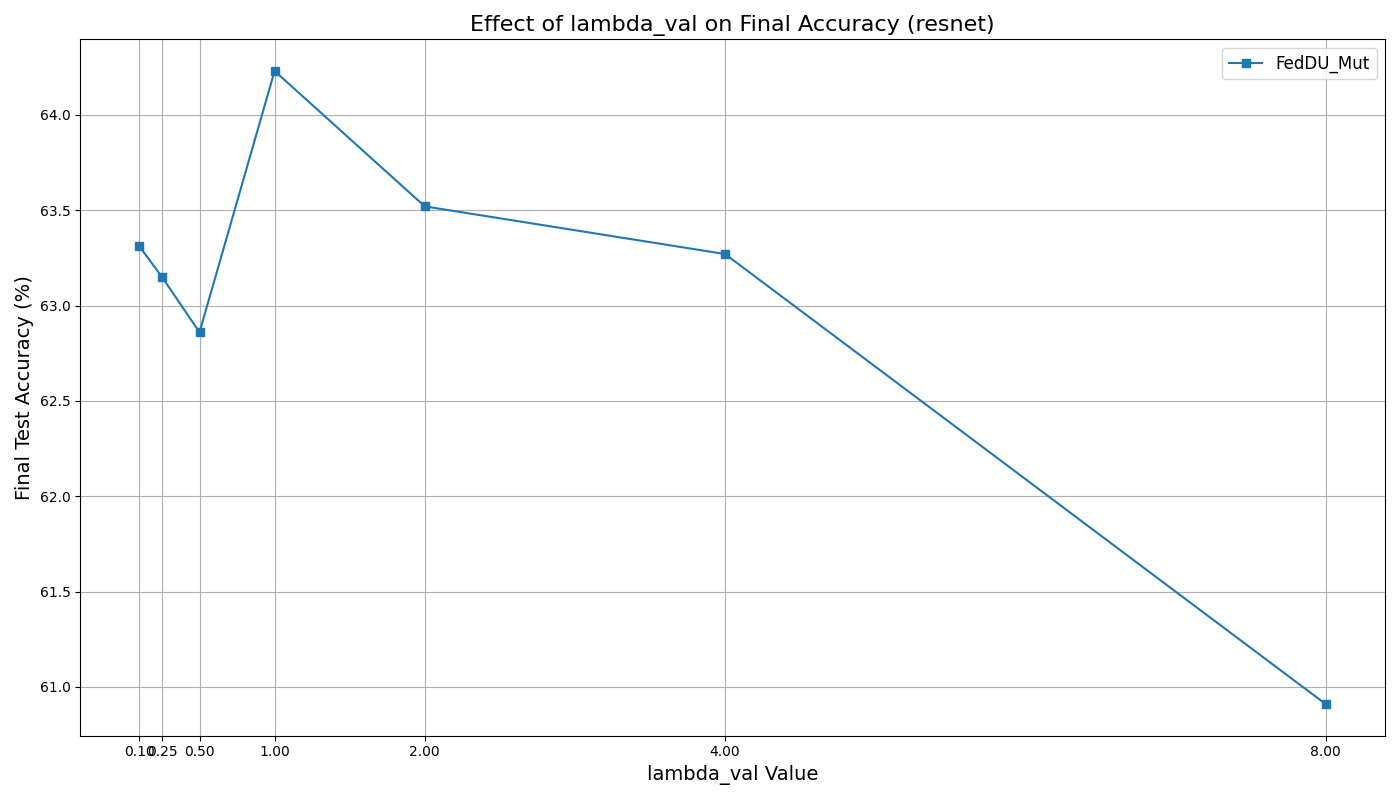 Effect of lambda_val on Final Accuracy (resnet)
FedDU_Mut
Final Test Accuracy (%)
64.0
63.5
63.0
62.5
62.0
61.5
61.0
0.10 0.25 0.50 1.00 2.00 4.00 8.00
lambda_val Value